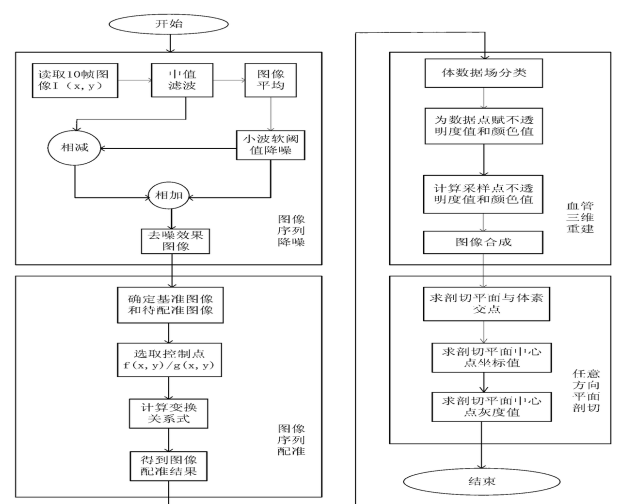 开始
读取10帧图
像I (x,y)
中值
滤波
图像
平均
相减
小波软阈
值降噪
相加
去噪效果
图像
图像
序列
降噪
确定基准图像
和待配准图像
选取控制点
f(x,y)/g(x,y)
计算变换
关系式
得到图像
配准结果
图像
序列
配准
体数据场分类
为数据点赋不透
明度值和颜色值
计算采样点不透
明度值和颜色值
图像合成
血管
三维
重建
求剖切平面与体素
交点
求剖切平面中心
点坐标值
求剖切平面中心
点灰度值
任意
方向
平面
剖切
结束